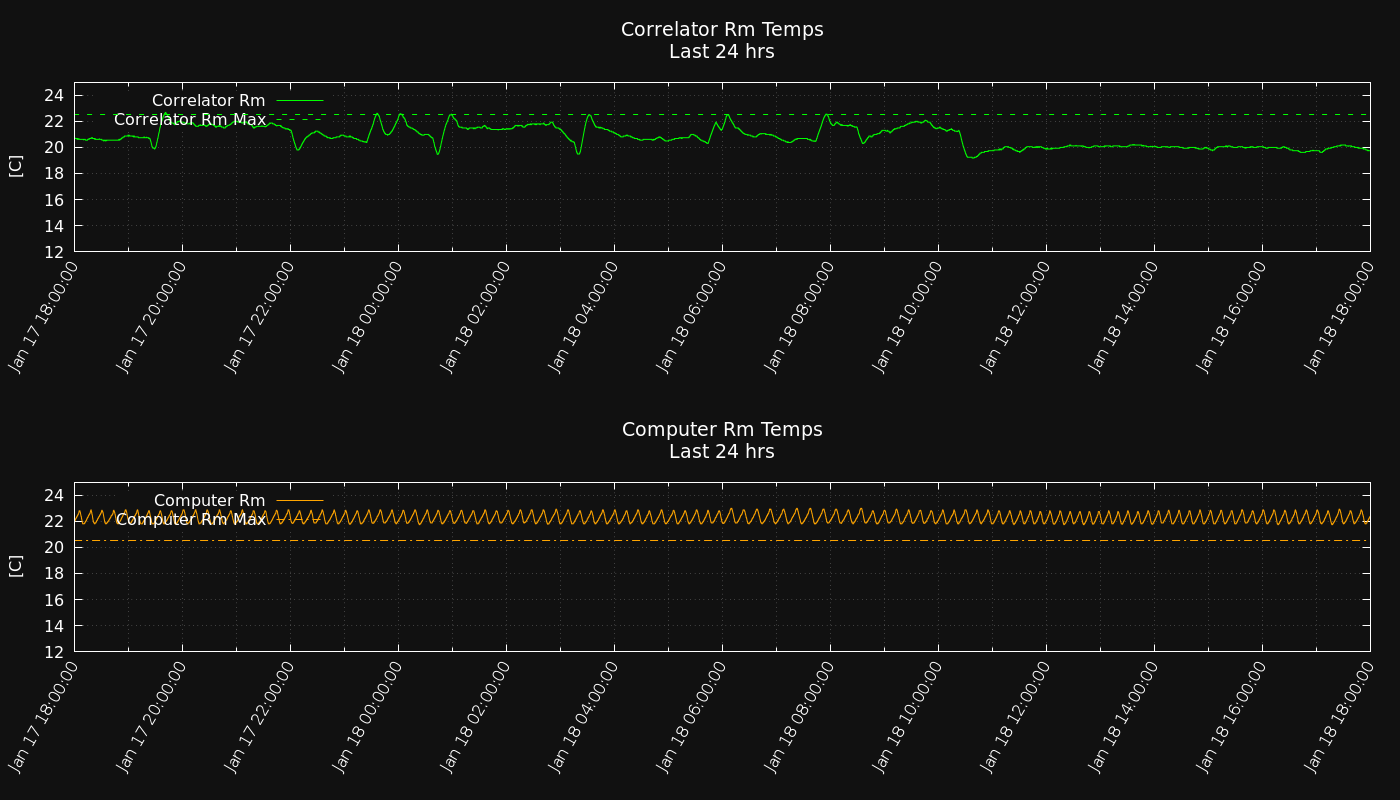 Correlator Rm Temps
Last 24 hrs
24
22
20
18
16
14
12
[C]
Correlator Rm
Correlator Rm Max
Jan 17 18:00:00
Jan 17 20:00:00
Jan 17 22:00:00
Jan 18 00:00:00
Jan 18 02:00:00
Jan 18 04:00:00
Jan 18 06:00:00
Jan 18 08:00:00
Jan 18 10:00:00
Jan 18 12:00:00
Jan 18 14:00:00
Jan 18 16:00:00
Jan 18 18:00:00
Computer Rm Temps
Last 24 hrs
24
22
20
18
16
14
12
[C]
Computer Rm
Computer Rm Max
Jan 17 18:00:00
Jan 17 20:00:00
Jan 17 22:00:00
Jan 18 00:00:00
Jan 18 02:00:00
Jan 18 04:00:00
Jan 18 06:00:00
Jan 18 08:00:00
Jan 18 10:00:00
Jan 18 12:00:00
Jan 18 14:00:00
Jan 18 16:00:00
Jan 18 18:00:00